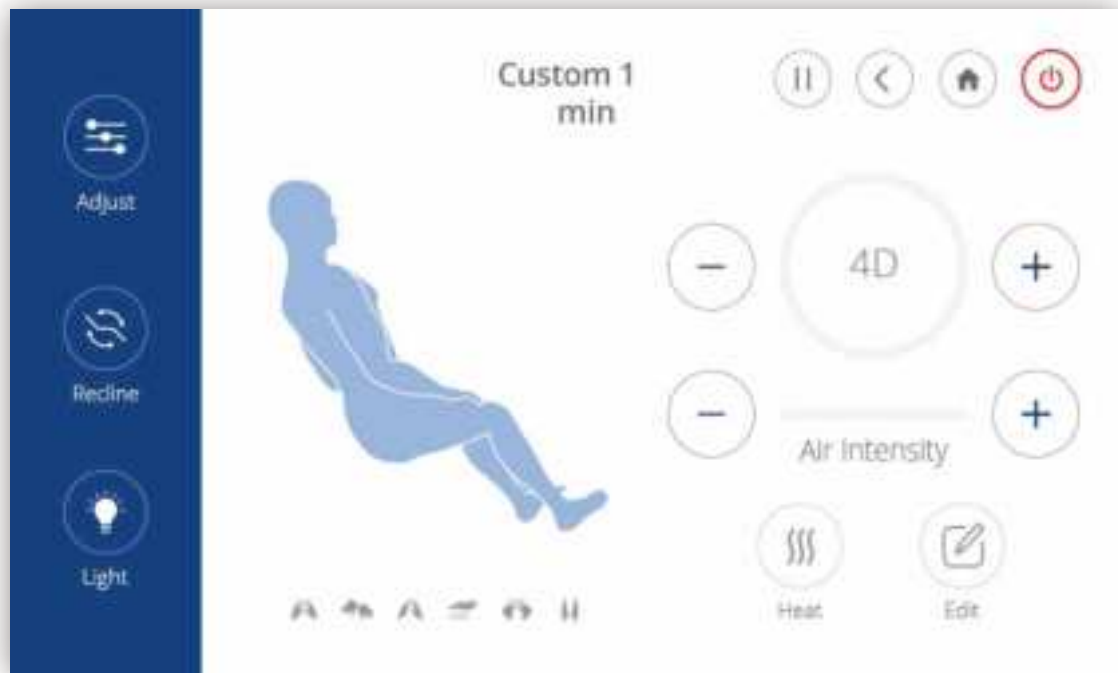 Custom 1
min
Adjust
4D
Recline
Air Intensity
Light
Heat
Edit